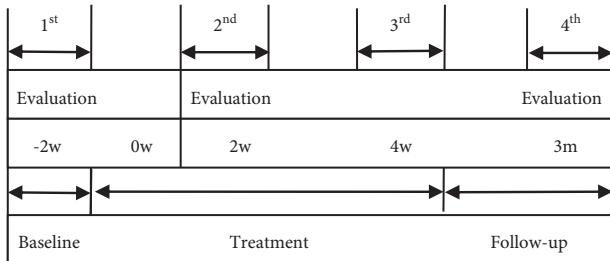 1st 2nd 3rd 4th
Evaluation Evaluation Evaluation
-2w 0w 2w 4w 3m
Baseline Treatment Follow-up